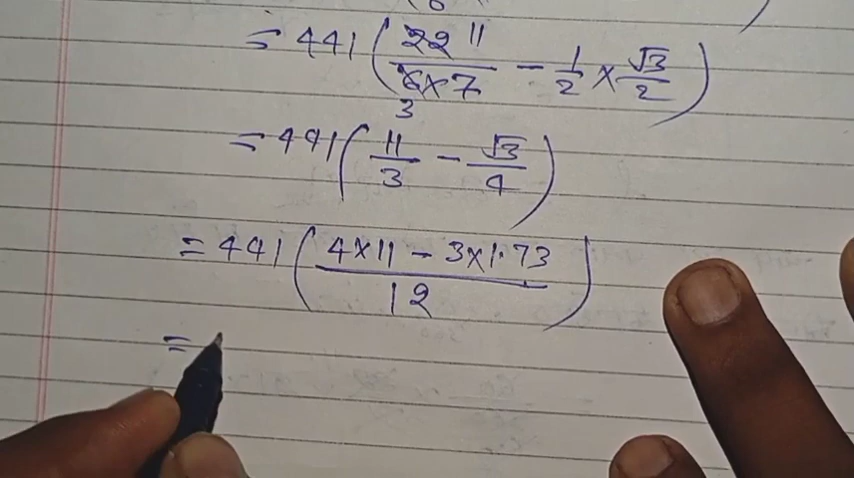 = 441 ( 22 11 / 6×7 3 - 1/2 × √3/2 )
= 441 ( 11/3 - √3/4 )
= 441 ( 4×11 - 3×1.73 / 12 )
=